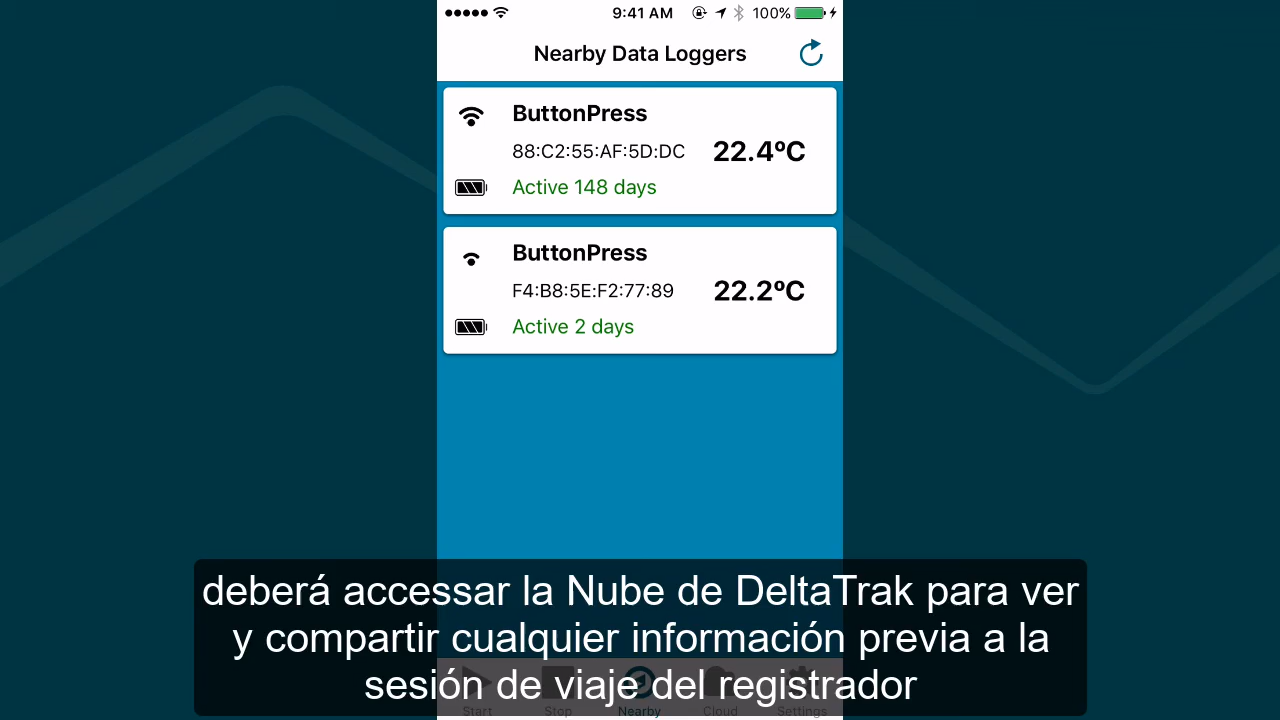 9:41 AM 100%
Nearby Data Loggers
ButtonPress
88:C2:55:AF:5D:DC 22.4ºC
Active 148 days
ButtonPress
F4:B8:5E:F2:77:89 22.2ºC
Active 2 days
deberá accessar la Nube de DeltaTrak para ver
y compartir cualquier información previa a la
sesión de viaje del registrador
Start Stop Nearby Cloud Settings